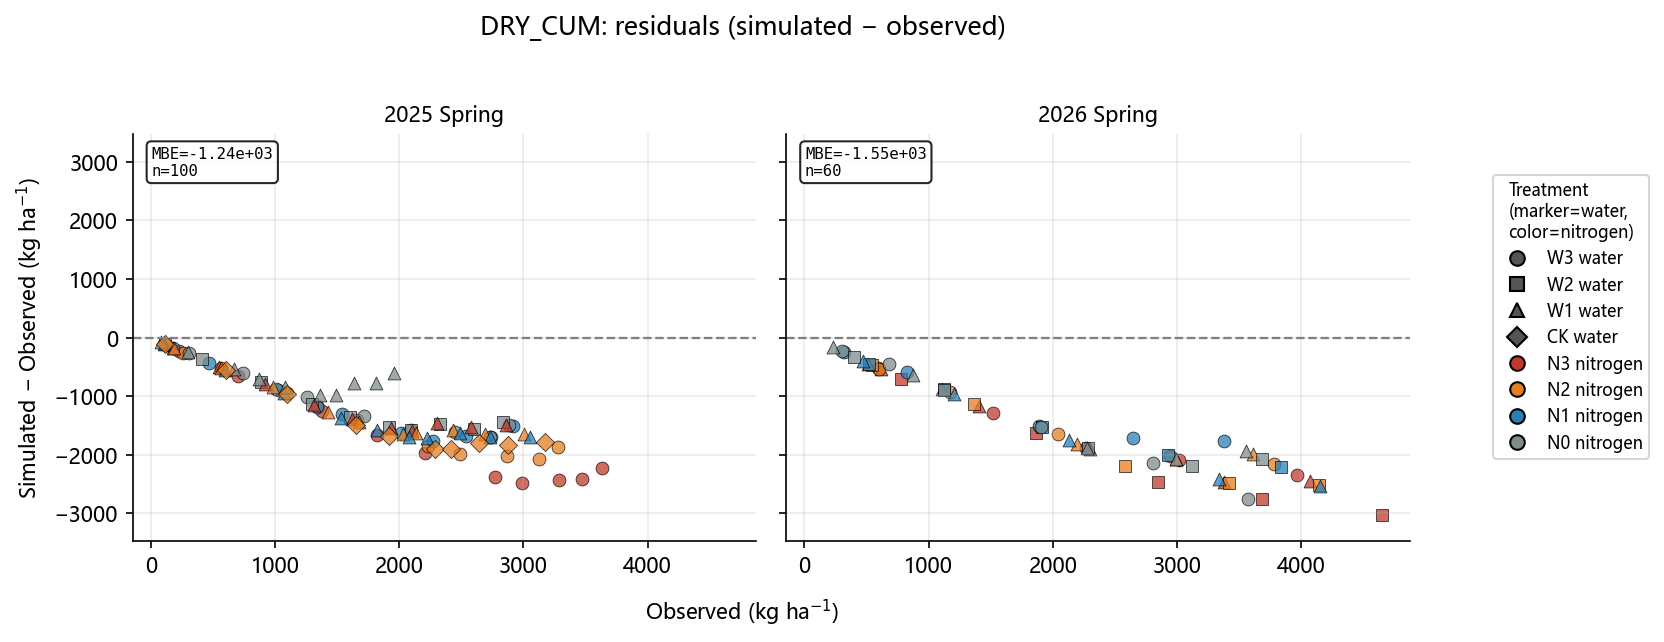 DRY_CUM: residuals (simulated − observed)
2025 Spring
2026 Spring
MBE=-1.24e+03
n=100
MBE=-1.55e+03
n=60
Simulated − Observed (kg ha⁻¹)
3000
2000
1000
0
−1000
−2000
−3000
0 1000 2000 3000 4000
0 1000 2000 3000 4000
Observed (kg ha⁻¹)
Treatment
(marker=water,
color=nitrogen)
W3 water
W2 water
W1 water
CK water
N3 nitrogen
N2 nitrogen
N1 nitrogen
N0 nitrogen